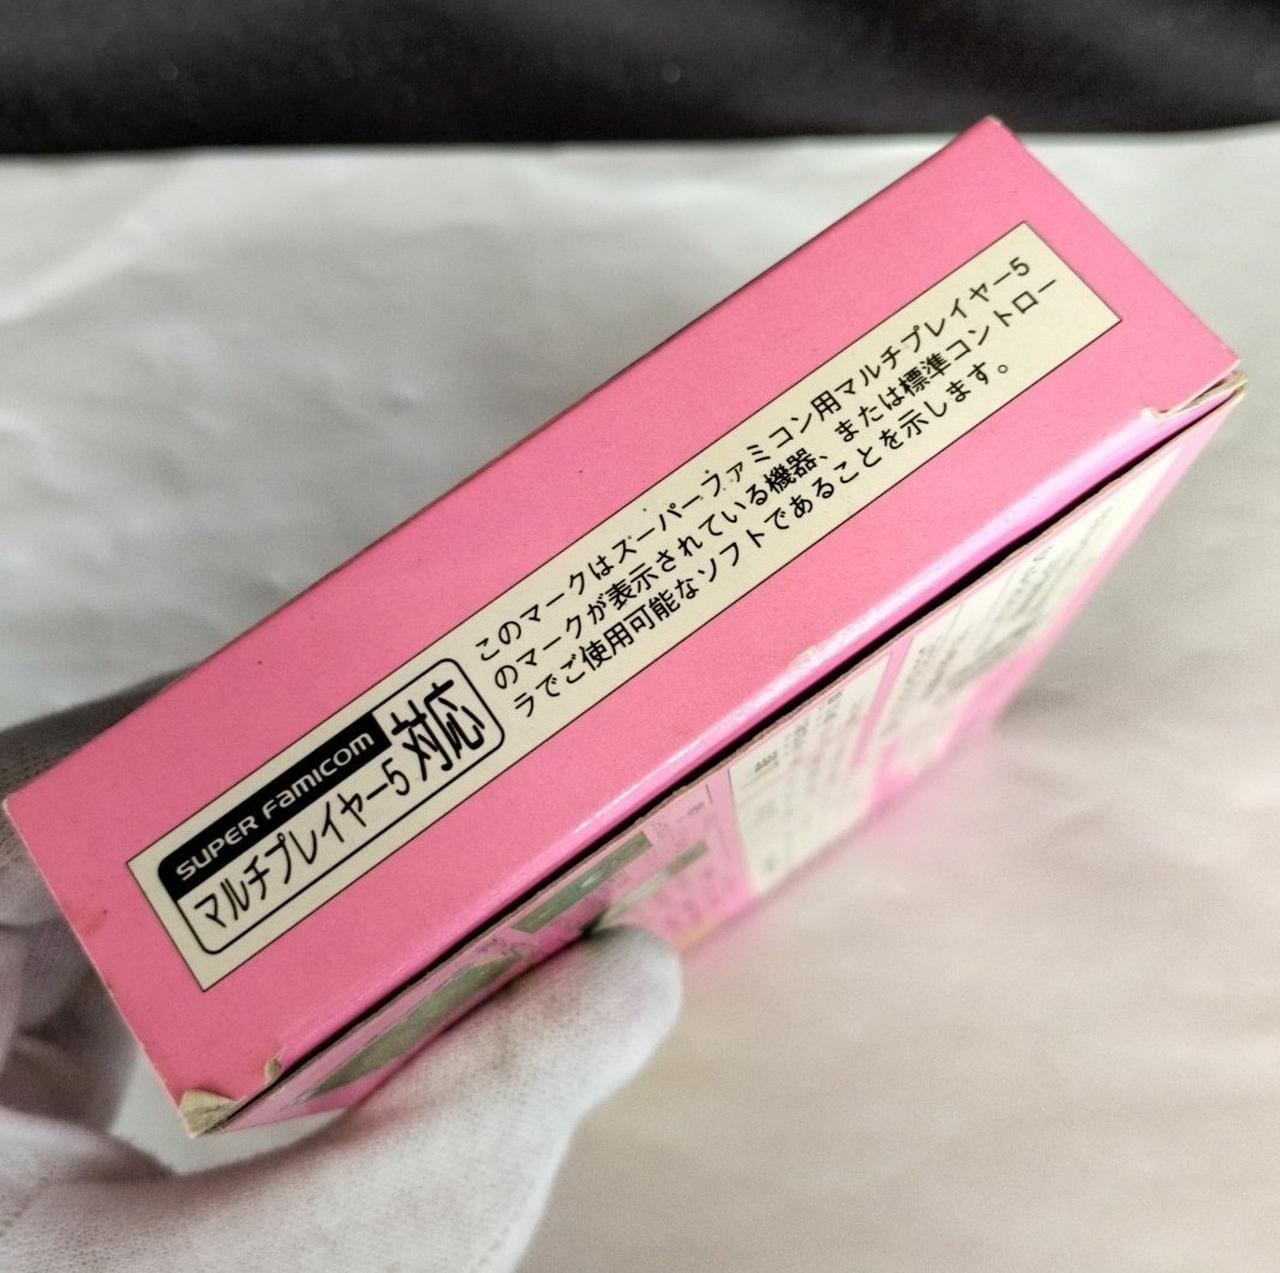 SUPER FAMICOM
マルチプレイヤー5 対応
このマークはスーパーファミコン用マルチプレイヤー5
のマークが表示されている機器、または標準コントロー
ラでご使用可能なソフトであることを示します。